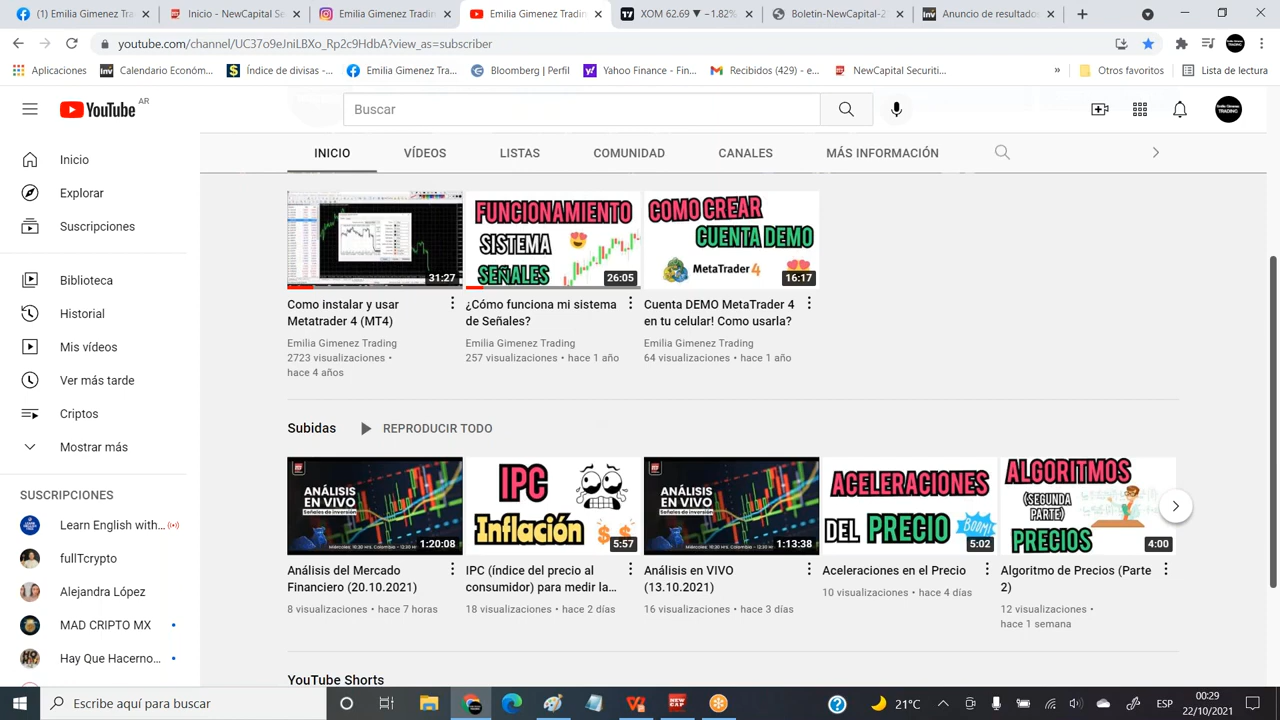 Tra
Inicio - NewCapital S
(1
(2
(2
XOM 62.69 −1.82% X
Boletin-Newcapital-2
Anuncio de resultados
00:29
youtube.com/channel/UC37o9eJniLBXo_Rp2c9HdbA?view_as=subscriber
Aplicaciones
Calendario Económ...
Índice de divisas -...
Emilia Gimenez Tra...
Bloomberg | Perfil
Yahoo Finance - Fin...
Recibidos (429) - e...
NewCapital Securiti...
»
Otros favoritos
Lista de lectura
YouTube AR
Buscar
INICIO
VÍDEOS
LISTAS
COMUNIDAD
CANALES
MÁS INFORMACIÓN
Inicio
Explorar
Suscripciones
Biblioteca
Historial
Mis vídeos
Ver más tarde
Criptos
Mostrar más
SUSCRIPCIONES
Learn English with...
fullTcrypto
Alejandra López
MAD CRIPTO MX
Hay Que Hacerno...
31:27
Como instalar y usar
Metatrader 4 (MT4)
Emilia Gimenez Trading
2723 visualizaciones •
hace 4 años
FUNCIONAMIENTO
SISTEMA
SEÑALES
26:05
¿Cómo funciona mi sistema
de Señales?
Emilia Gimenez Trading
257 visualizaciones • hace 1 año
COMO CREAR
CUENTA DEMO
MetaTrader 4
16:17
Cuenta DEMO MetaTrader 4
en tu celular! Como usarla?
Emilia Gimenez Trading
64 visualizaciones • hace 1 año
Subidas
REPRODUCIR TODO
ANÁLISIS
EN VIVO
Señales de inversión
1:20:08
Análisis del Mercado
Financiero (20.10.2021)
8 visualizaciones • hace 7 horas
IPC
Inflación
5:57
IPC (índice del precio al
consumidor) para medir la...
18 visualizaciones • hace 2 días
ANÁLISIS
EN VIVO
Señales de inversión
1:13:38
Análisis en VIVO
(13.10.2021)
16 visualizaciones • hace 3 días
ACELERACIONES
DEL PRECIO
BOOM!
5:02
Aceleraciones en el Precio
10 visualizaciones • hace 4 días
ALGORITMOS
(SEGUNDA
PARTE)
PRECIOS
4:00
Algoritmo de Precios (Parte
2)
12 visualizaciones •
hace 1 semana
YouTube Shorts
Escribe aquí para buscar
21°C
ESP
00:29
22/10/2021